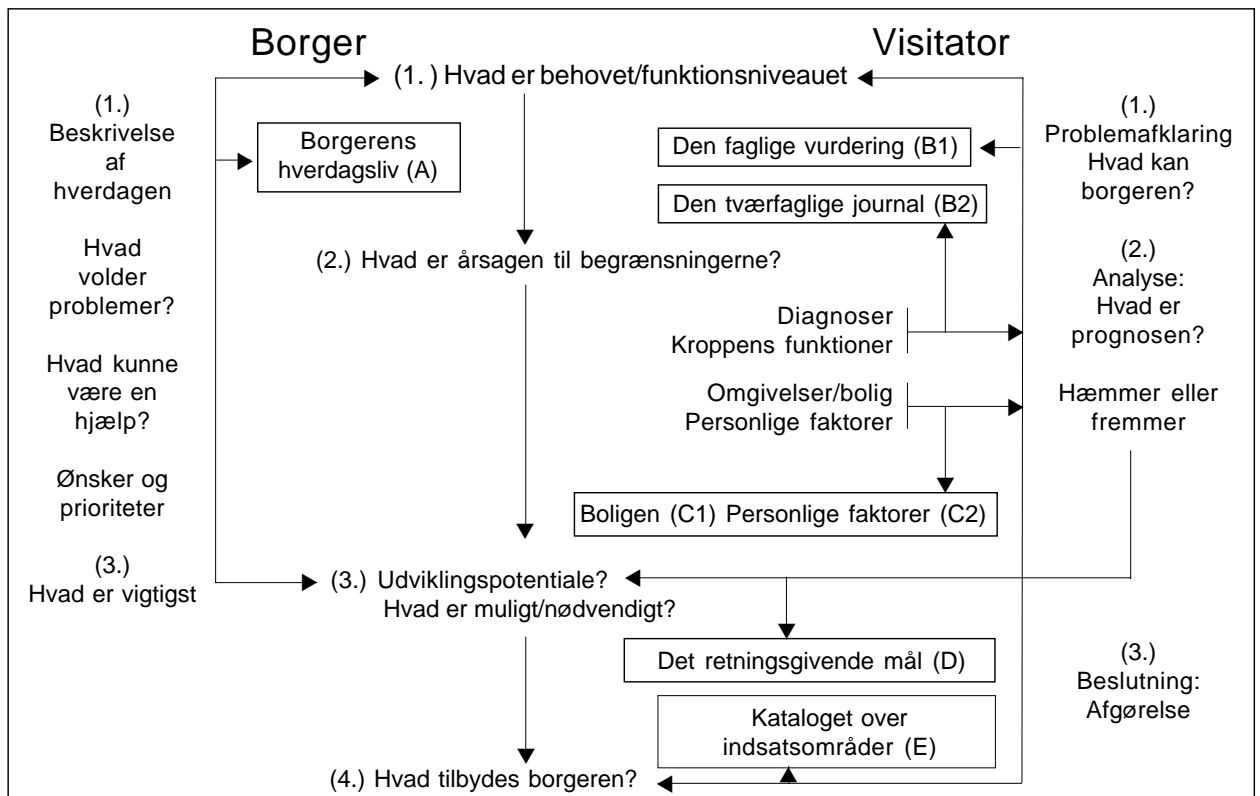 Borger
Visitator
(1.) Hvad er behovet/funktionsniveauet
(1.)
Beskrivelse
af
hverdagen
Hvad
volder
problemer?
Hvad kunne
være en
hjælp?
Ønsker og
prioriteter
(3.)
Hvad er vigtigst
Borgerens
hverdagsliv (A)
Den faglige vurdering (B1)
Den tværfaglige journal (B2)
(2.) Hvad er årsagen til begrænsningerne?
Diagnoser
Kroppens funktioner
Omgivelser/bolig
Personlige faktorer
Boligen (C1) Personlige faktorer (C2)
(3.) Udviklingspotentiale?
Hvad er muligt/nødvendigt?
Det retningsgivende mål (D)
Kataloget over
indsatsområder (E)
(4.) Hvad tilbydes borgeren?
(1.)
Problemafklaring
Hvad kan
borgeren?
(2.)
Analyse:
Hvad er
prognosen?
Hæmmer eller
fremmer
(3.)
Beslutning:
Afgørelse